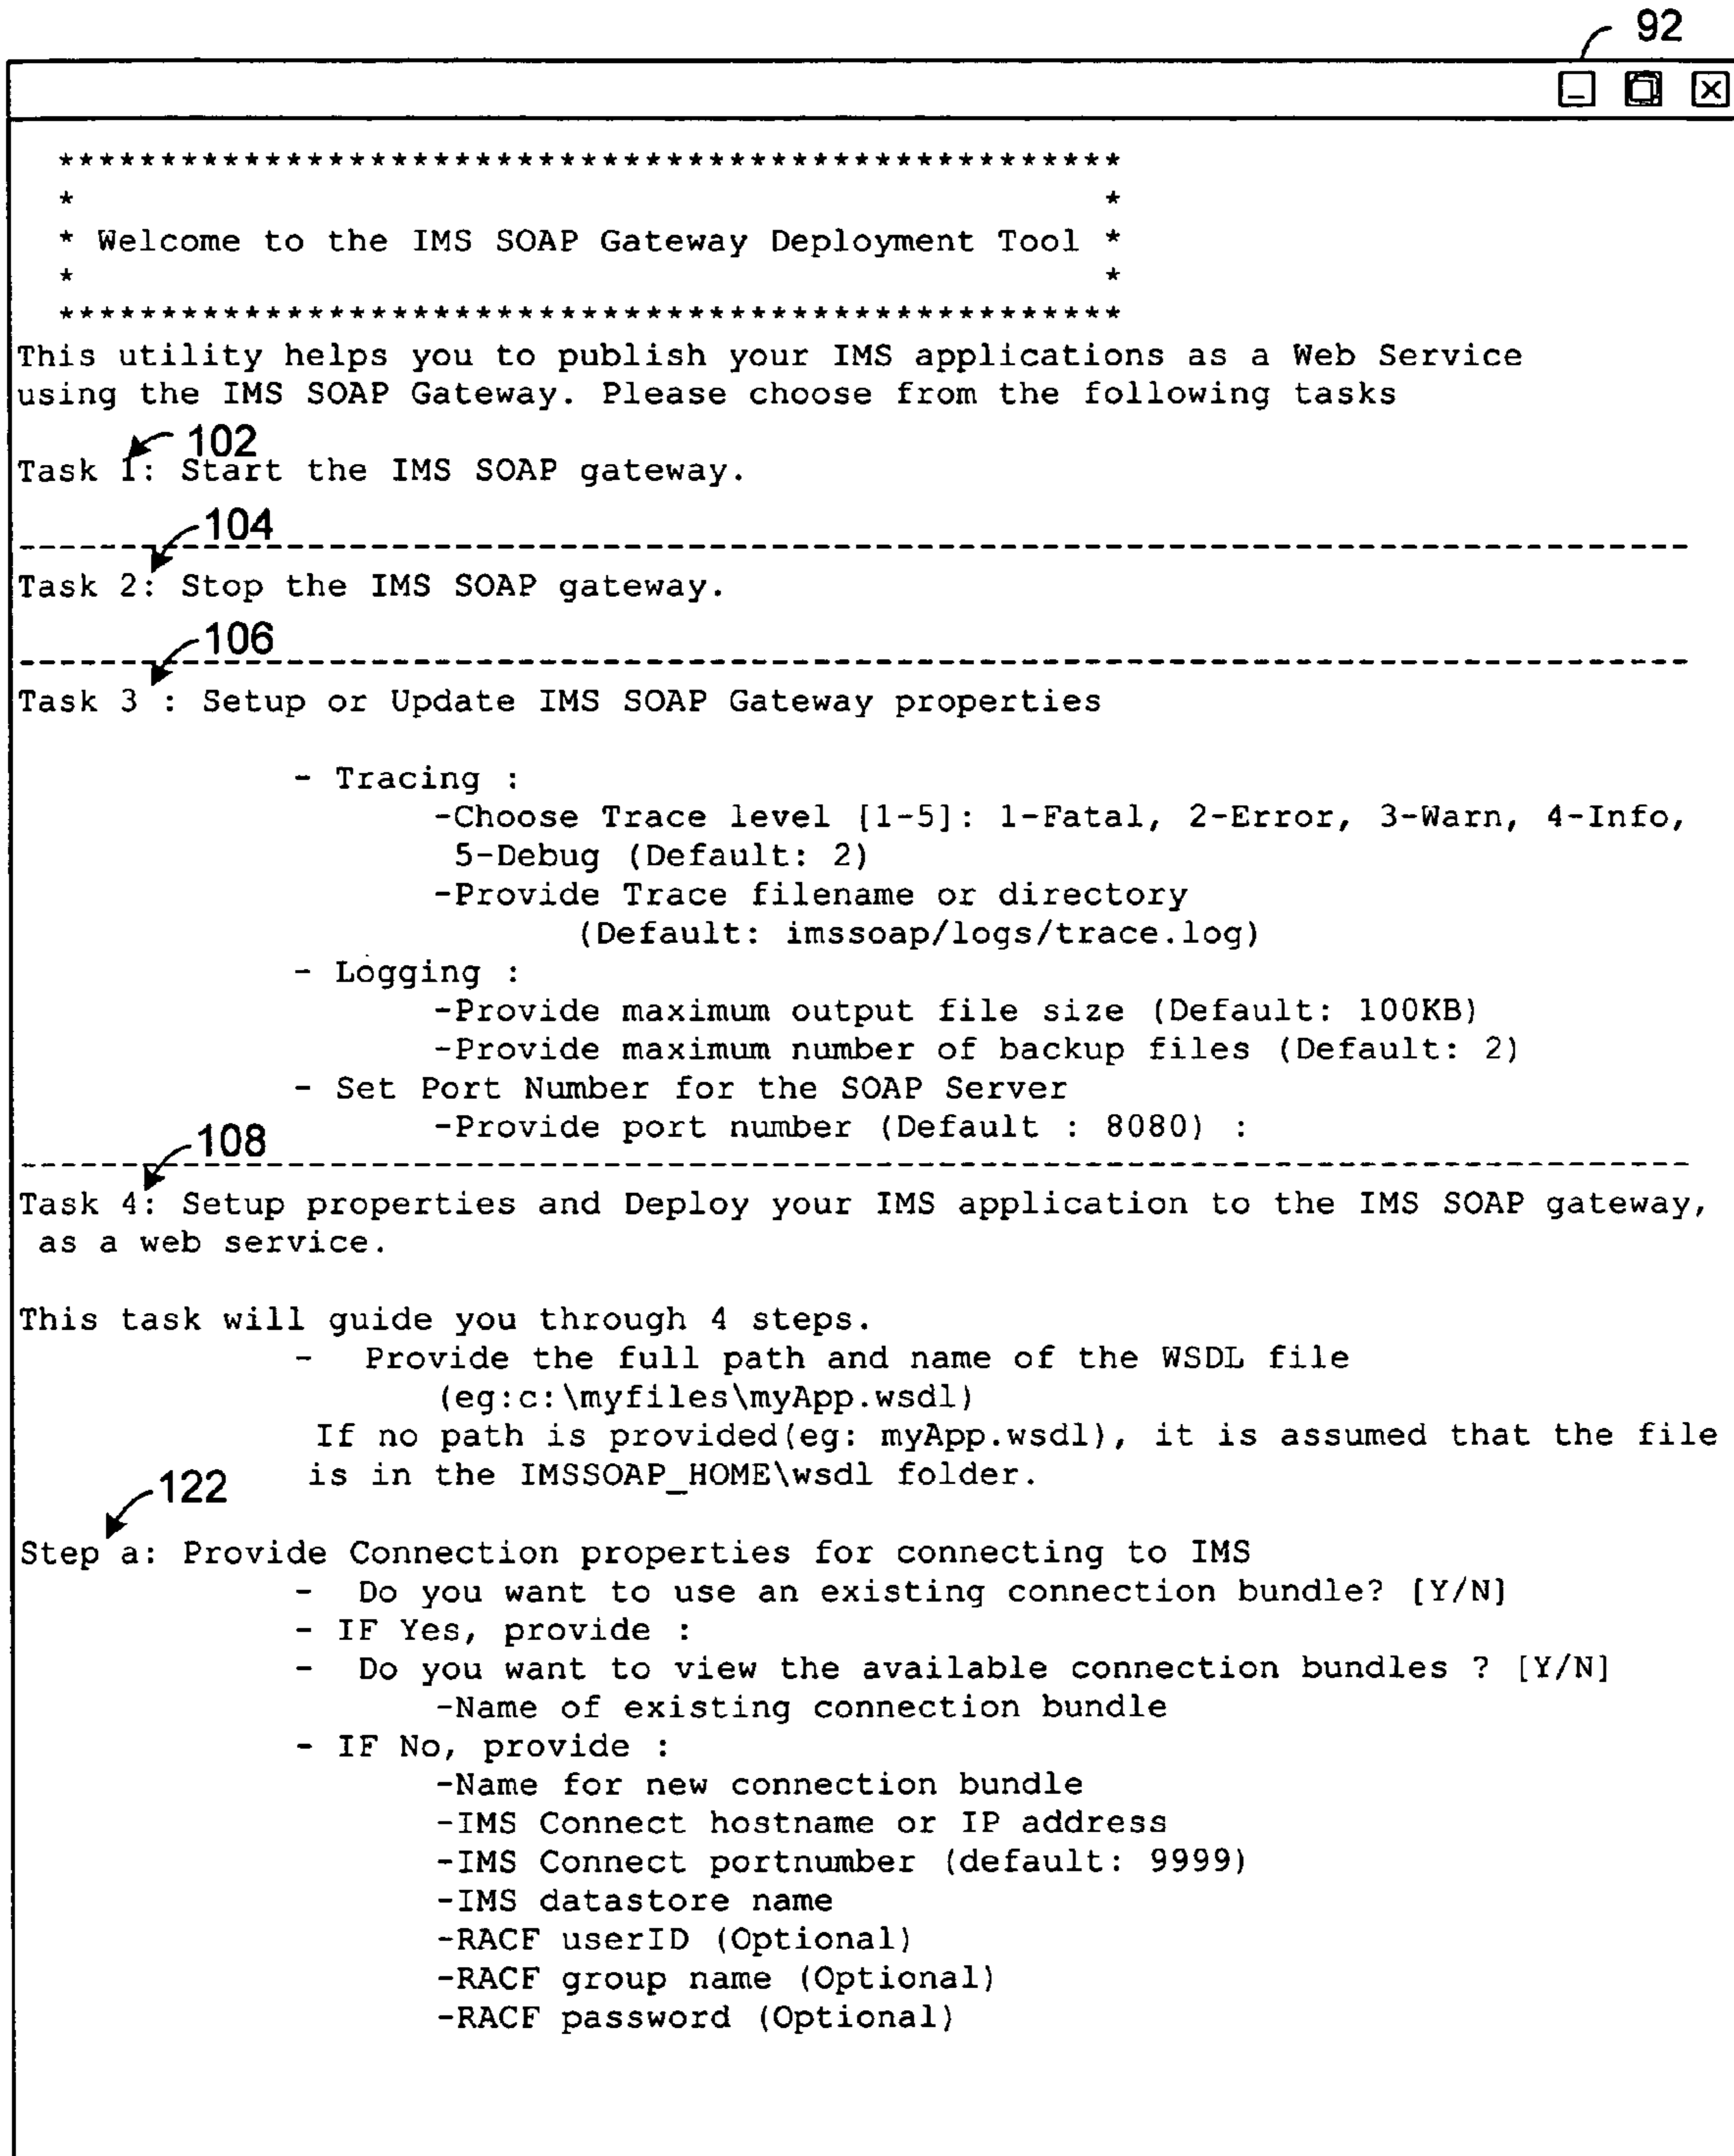 92
*****************************************************
*                                                   *
* Welcome to the IMS SOAP Gateway Deployment Tool *
*                                                   *
*****************************************************
This utility helps you to publish your IMS applications as a Web Service
using the IMS SOAP Gateway. Please choose from the following tasks
102
Task 1: Start the IMS SOAP gateway.
104
--------------------------------------------------------------------------------
Task 2: Stop the IMS SOAP gateway.
106
--------------------------------------------------------------------------------
Task 3 : Setup or Update IMS SOAP Gateway properties
- Tracing :
-Choose Trace level [1-5]: 1-Fatal, 2-Error, 3-Warn, 4-Info,
5-Debug (Default: 2)
-Provide Trace filename or directory
(Default: imssoap/logs/trace.log)
- Logging :
-Provide maximum output file size (Default: 100KB)
-Provide maximum number of backup files (Default: 2)
- Set Port Number for the SOAP Server
-Provide port number (Default : 8080) :
108
--------------------------------------------------------------------------------
Task 4: Setup properties and Deploy your IMS application to the IMS SOAP gateway,
as a web service.
This task will guide you through 4 steps.
- Provide the full path and name of the WSDL file
(eg:c:\myfiles\myApp.wsdl)
If no path is provided(eg: myApp.wsdl), it is assumed that the file
is in the IMSSOAP_HOME\wsdl folder.
122
Step a: Provide Connection properties for connecting to IMS
- Do you want to use an existing connection bundle? [Y/N]
- IF Yes, provide :
- Do you want to view the available connection bundles ? [Y/N]
-Name of existing connection bundle
- IF No, provide :
-Name for new connection bundle
-IMS Connect hostname or IP address
-IMS Connect portnumber (default: 9999)
-IMS datastore name
-RACF userID (Optional)
-RACF group name (Optional)
-RACF password (Optional)